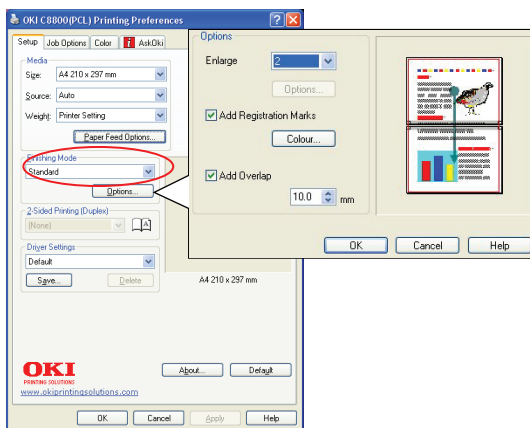 OKI C8800(PCL) Printing Preferences
Setup Job Options Color AskOki
Media
Size: A4 210 x 297 mm
Source: Auto
Weight: Printer Setting
Paper Feed Options...
Finishing Mode
Standard
Options...
2-Sided Printing (Duplex)
(None)
Driver Settings
Default
Save... Delete
A4 210 x 297 mm
OKI
PRINTING SOLUTIONS
www.okiprintingsolutions.com
About... Default
OK Cancel Apply Help
Options
Enlarge 2
Options...
Add Registration Marks
Colour...
Add Overlap
10.0 mm
OK Cancel Help